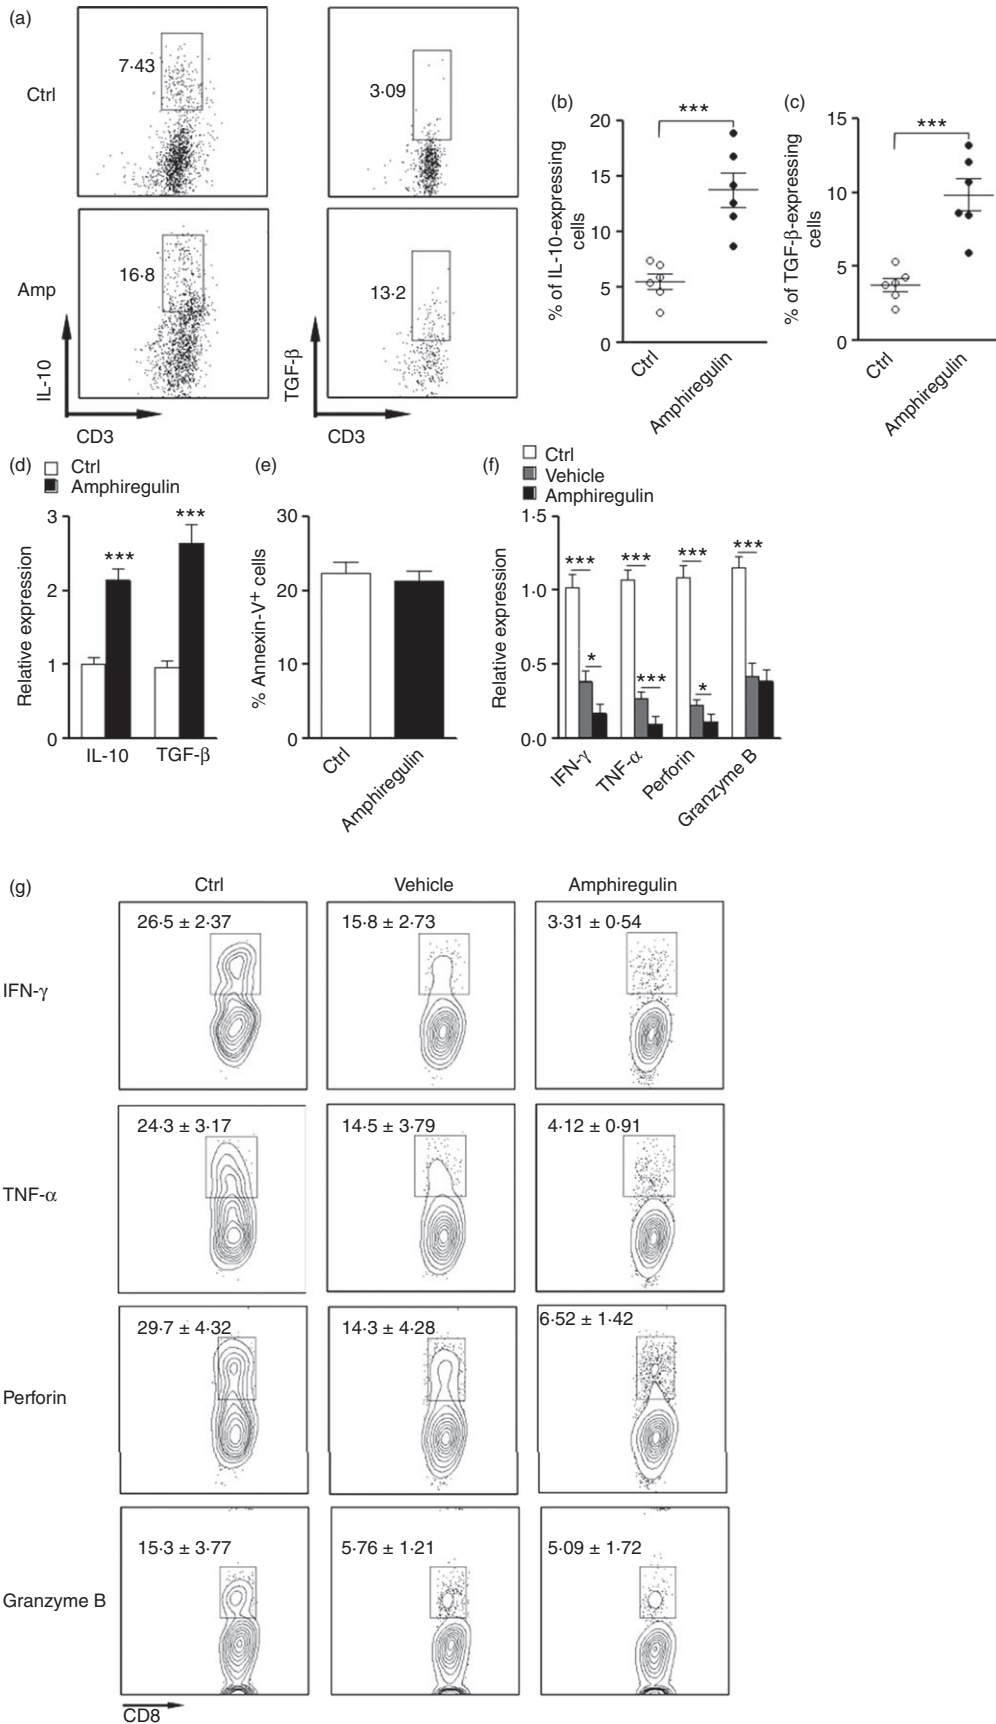 (a)
Ctrl
7·43
3·09
Amp
16·8
13·2
IL-10
CD3
TGF-β
CD3
(b)
***
% of IL-10-expressing
cells
20
15
10
5
0
Ctrl
Amphiregulin
(c)
***
% of TGF-β-expressing
cells
15
10
5
0
Ctrl
Amphiregulin
(d)
Ctrl
Amphiregulin
Relative expression
3
2
1
0
***
***
IL-10
TGF-β
(e)
% Annexin-V+ cells
30
20
10
0
Ctrl
Amphiregulin
(f)
Ctrl
Vehicle
Amphiregulin
Relative expression
1·5
1·0
0·5
0·0
***
***
***
***
*
***
*
IFN-γ
TNF-α
Perforin
Granzyme B
(g)
Ctrl
Vehicle
Amphiregulin
IFN-γ
26·5 ± 2·37
15·8 ± 2·73
3·31 ± 0·54
TNF-α
24·3 ± 3·17
14·5 ± 3·79
4·12 ± 0·91
Perforin
29·7 ± 4·32
14·3 ± 4·28
6·52 ± 1·42
Granzyme B
15·3 ± 3·77
5·76 ± 1·21
5·09 ± 1·72
CD8